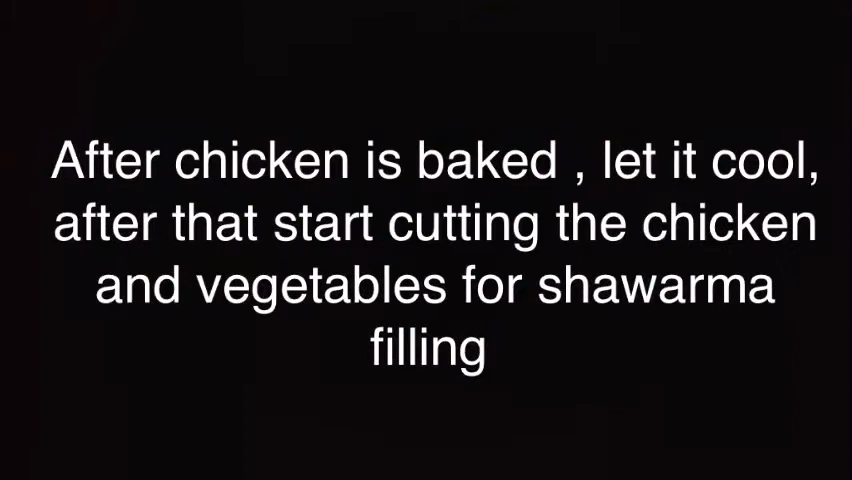 After chicken is baked , let it cool,
after that start cutting the chicken
and vegetables for shawarma
filling